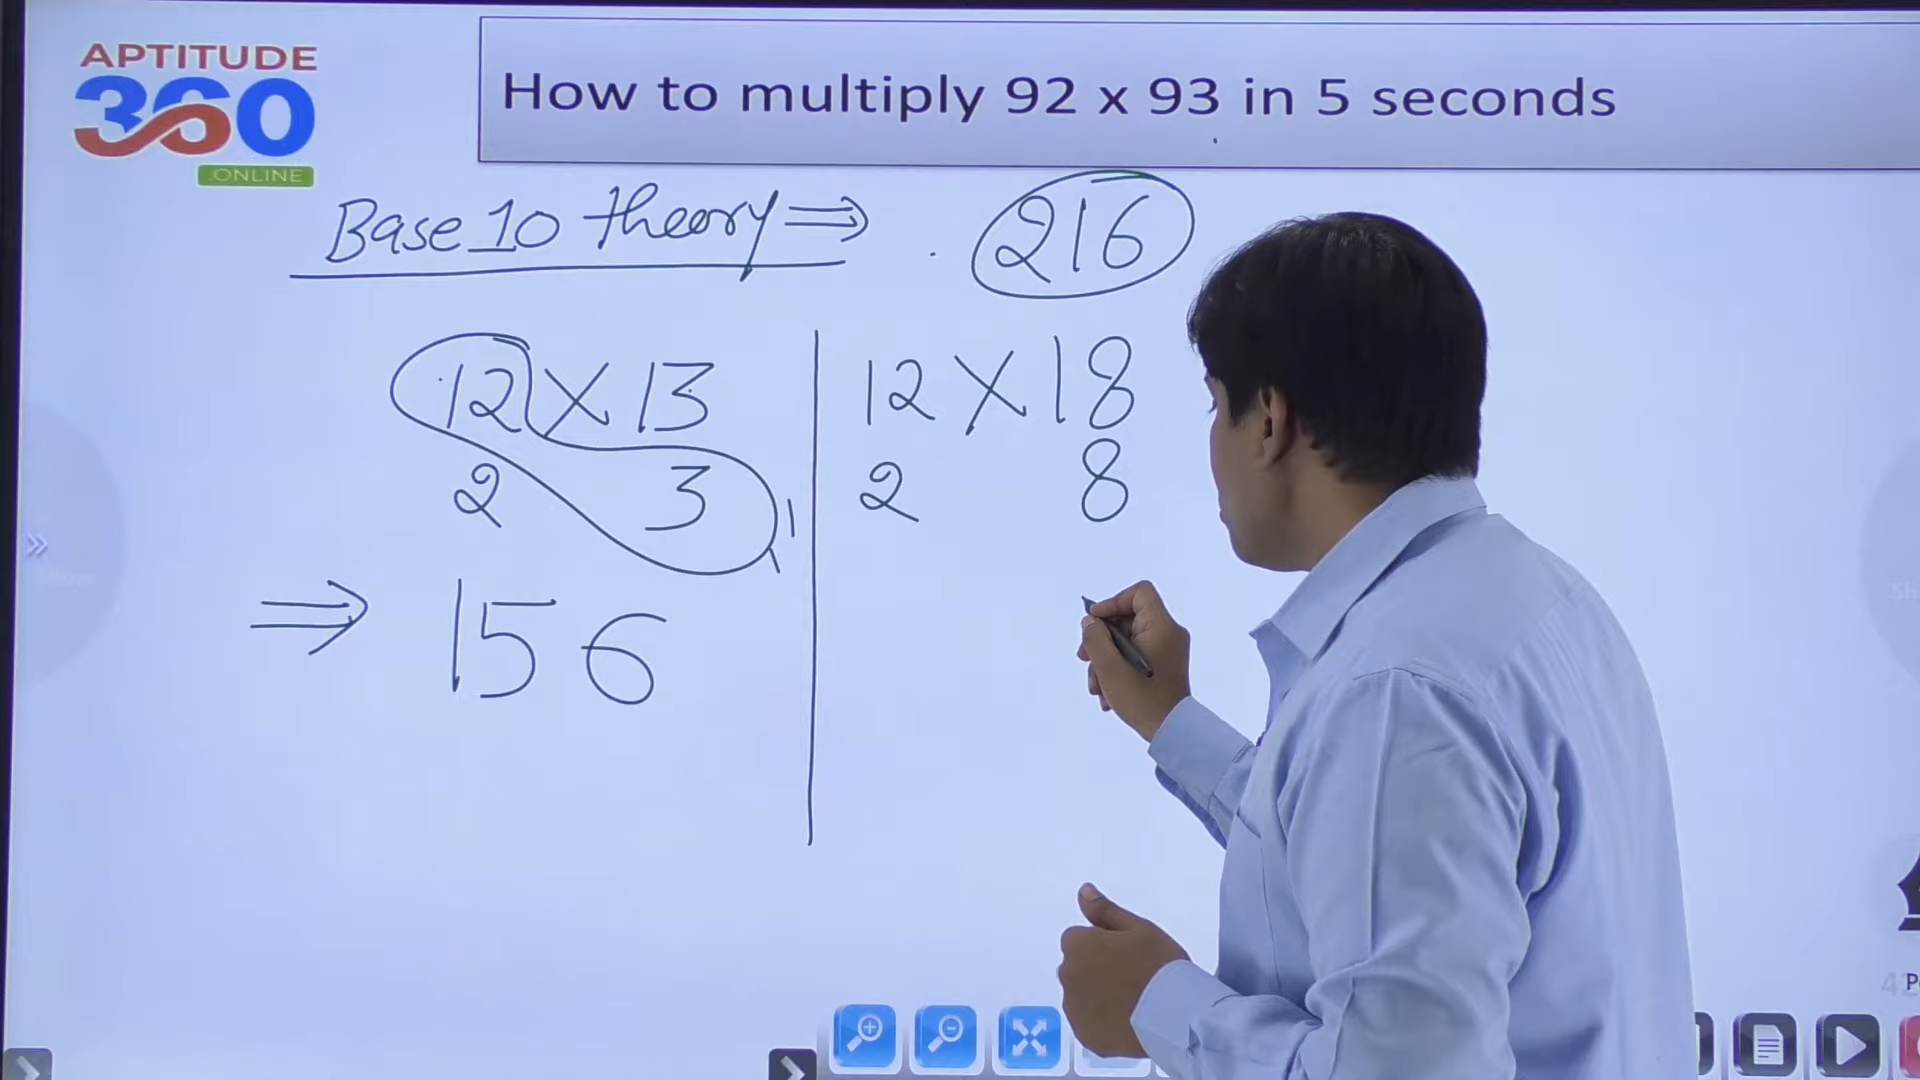 APTITUDE
360
.ONLINE
How to multiply 92 x 93 in 5 seconds
Base 10 theory ⇒ 216
12 X 13
2 3
⇒ 156
12 X 18
2 8